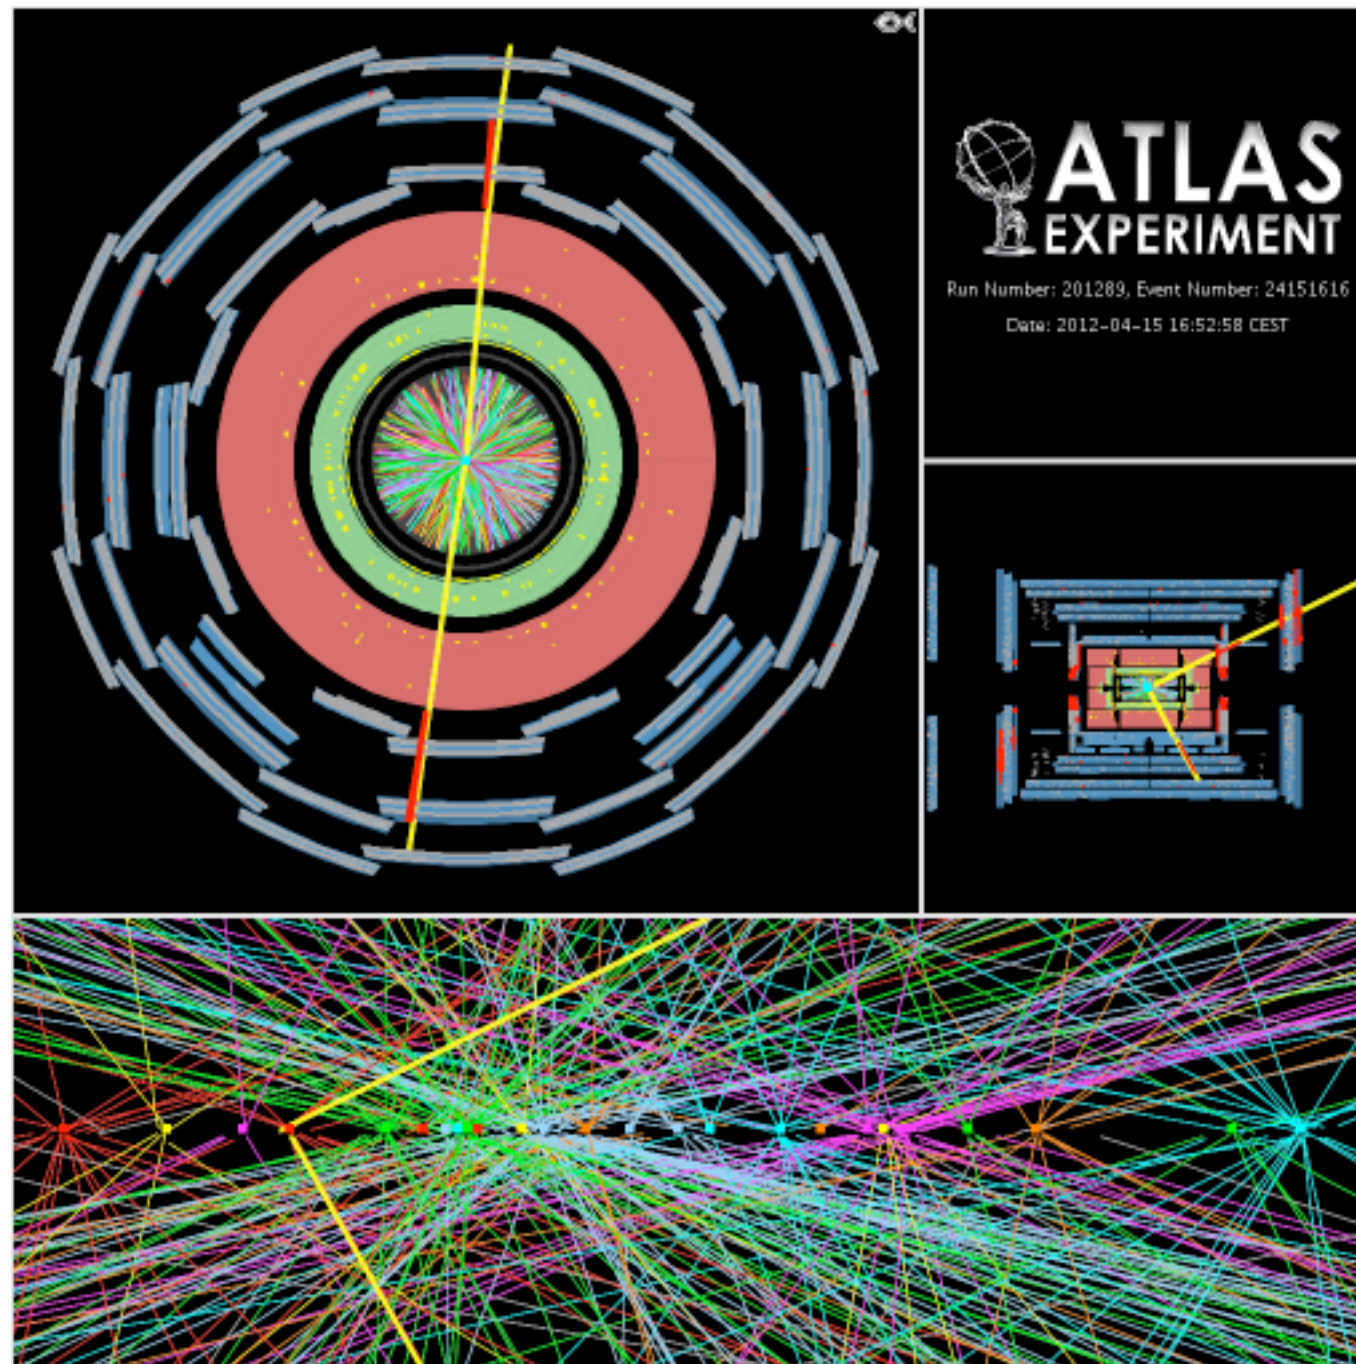 ATLAS
EXPERIMENT
Run Number: 201289, Event Number: 24151616
Date: 2012-04-15 16:52:58 CEST